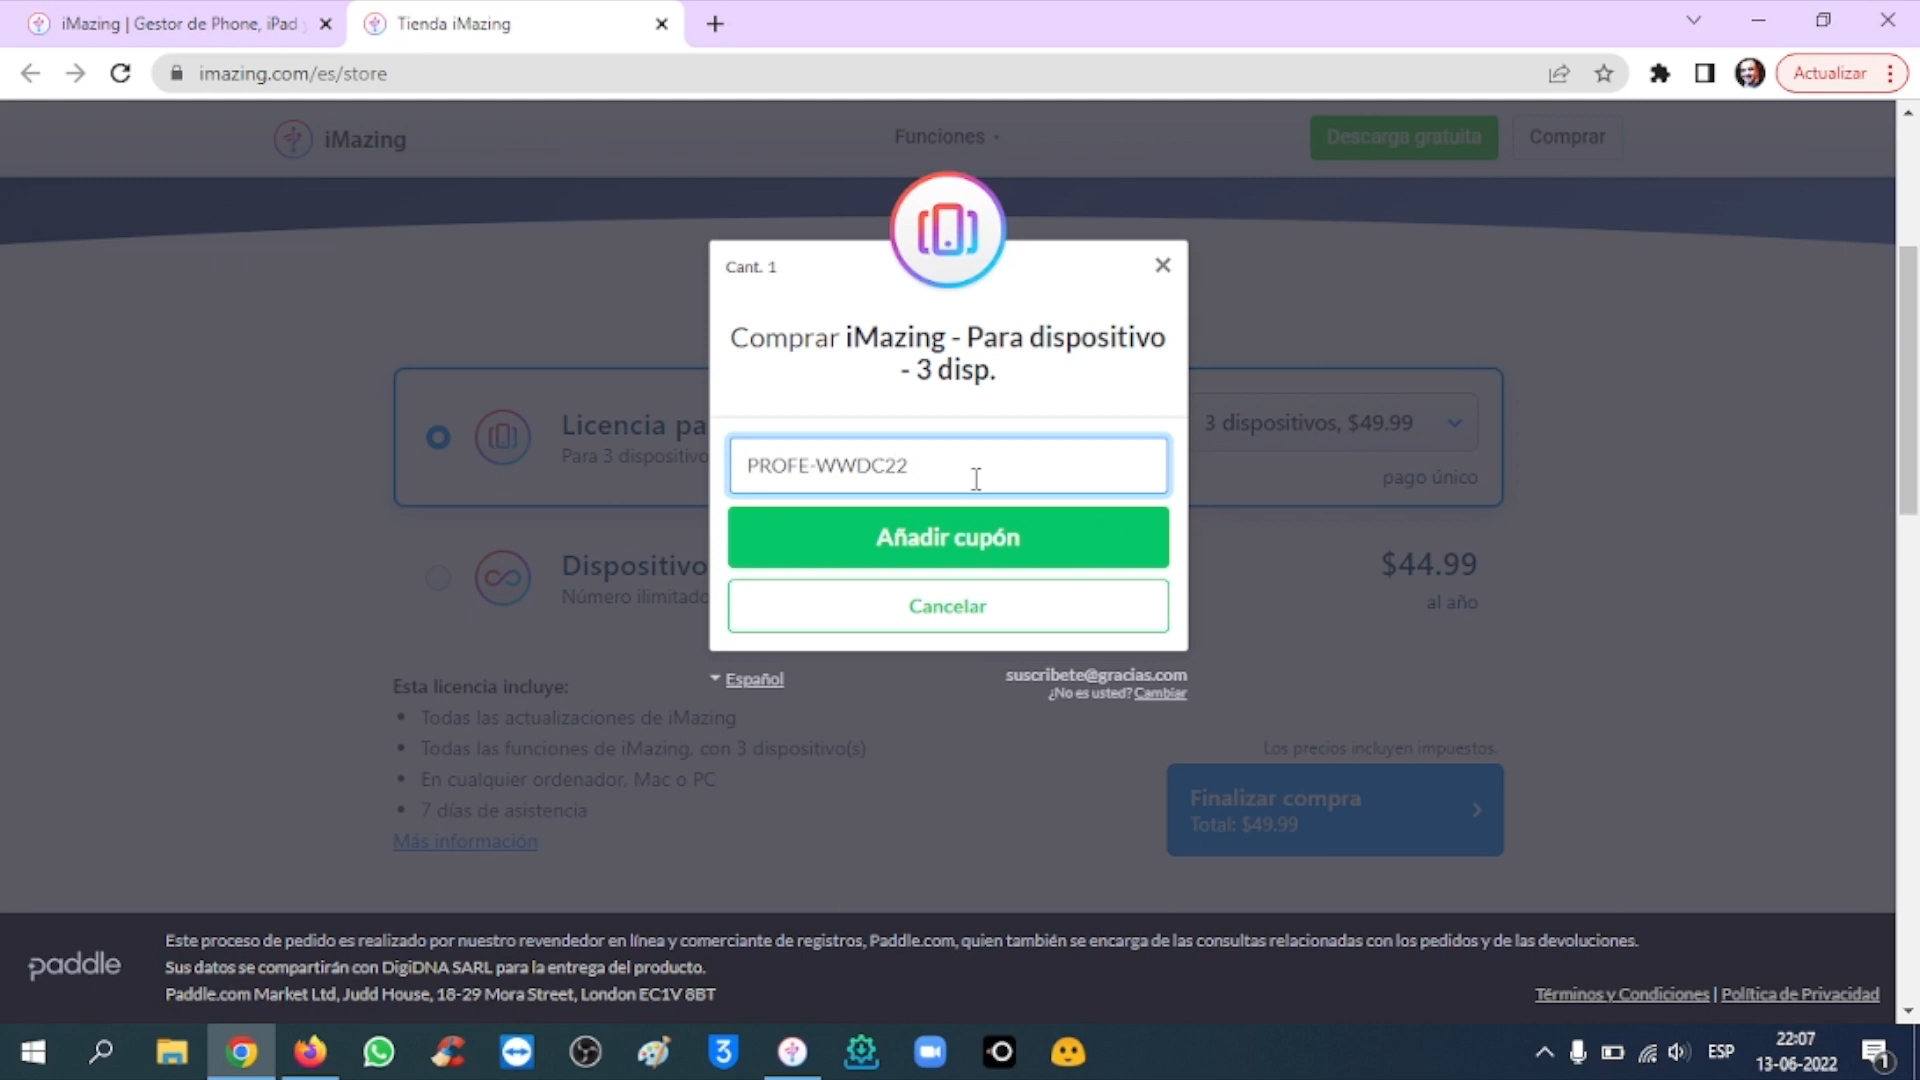 iMazing | Gestor de Phone, iPad y
Tienda iMazing
imazing.com/es/store
Actualizar
iMazing
Funciones
Descarga gratuita
Comprar
Cant. 1
Comprar iMazing - Para dispositivo
- 3 disp.
Licencia pa
Para 3 dispositivo
3 dispositivos, $49.99
pago único
PROFE-WWDC22
Añadir cupón
Dispositivo
Número ilimitado
$44.99
al año
Cancelar
Español
suscribete@gracias.com
¿No es usted? Cambiar
Esta licencia incluye:
• Todas las actualizaciones de iMazing
• Todas las funciones de iMazing, con 3 dispositivo(s)
• En cualquier ordenador, Mac o PC
• 7 días de asistencia
Más información
Los precios incluyen impuestos.
Finalizar compra
Total: $49.99
paddle
Este proceso de pedido es realizado por nuestro revendedor en línea y comerciante de registros, Paddle.com, quien también se encarga de las consultas relacionadas con los pedidos y de las devoluciones.
Sus datos se compartirán con DigiDNA SARL para la entrega del producto.
Paddle.com Market Ltd, Judd House, 18-29 Mora Street, London EC1V 8BT
Términos y Condiciones | Política de Privacidad
3
ESP
22:07
13-06-2022
1